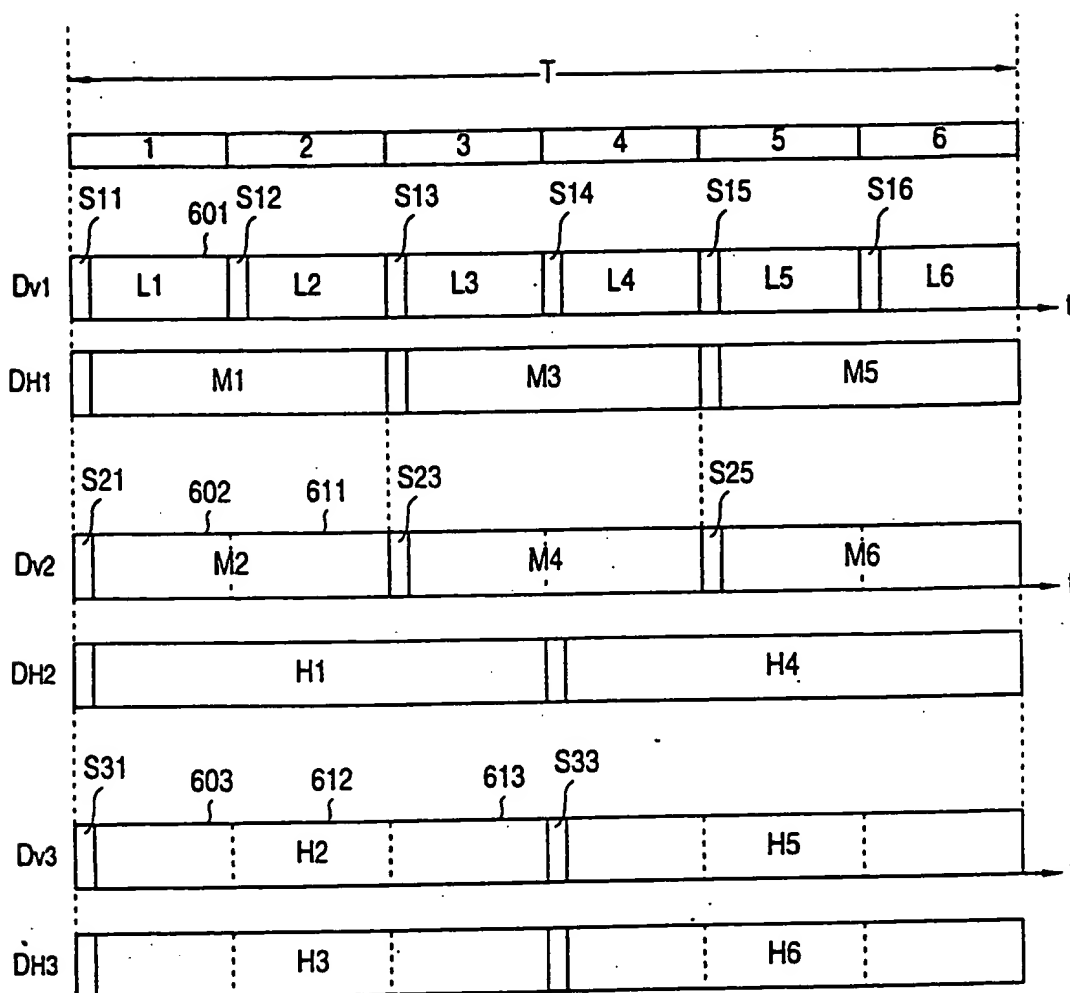 T
1 2 3 4 5 6
S11 601 S12 S13 S14 S15 S16
Dv1 L1 L2 L3 L4 L5 L6 t
DH1 M1 M3 M5
S21 602 611 S23 S25
Dv2 M2 M4 M6 t
DH2 H1 H4
S31 603 612 613 S33
Dv3 H2 H5
DH3 H3 H6